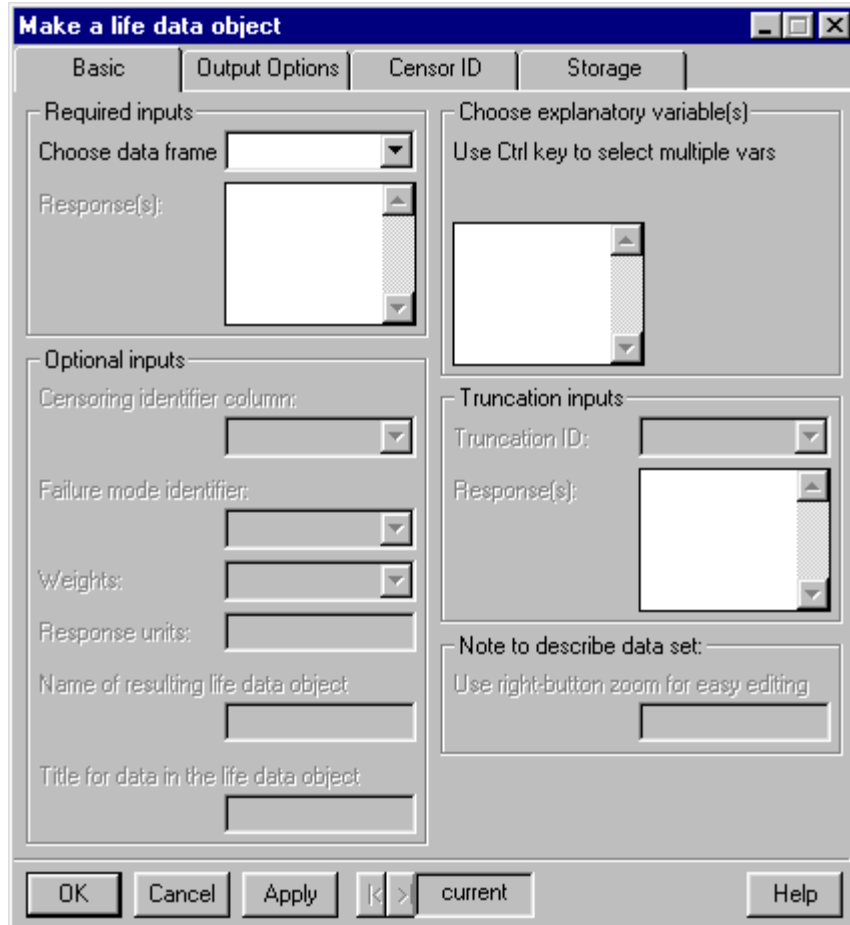 Make a life data object
Basic
Output Options
Censor ID
Storage
Required inputs
Choose data frame
Response(s):
Optional inputs
Censoring identifier column:
Failure mode identifier:
Weights:
Response units:
Name of resulting life data object
Title for data in the life data object
Choose explanatory variable(s)
Use Ctrl key to select multiple vars
Truncation inputs
Truncation ID:
Response(s):
Note to describe data set:
Use right-button zoom for easy editing
OK
Cancel
Apply
|<
>|
current
Help